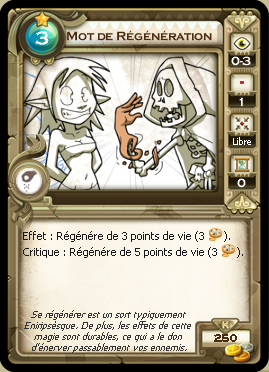 3
Mot de Régénération
0-3
1
Libre
0
Effet : Régénére de 3 points de vie (3 ).
Critique : Régénére de 5 points de vie (3 ).
Se régénérer est un sort typiquement
Eniripsesque. De plus, les effets de cette
magie sont durables, ce qui a le don
d'énerver passablement vos ennemis.
K
250